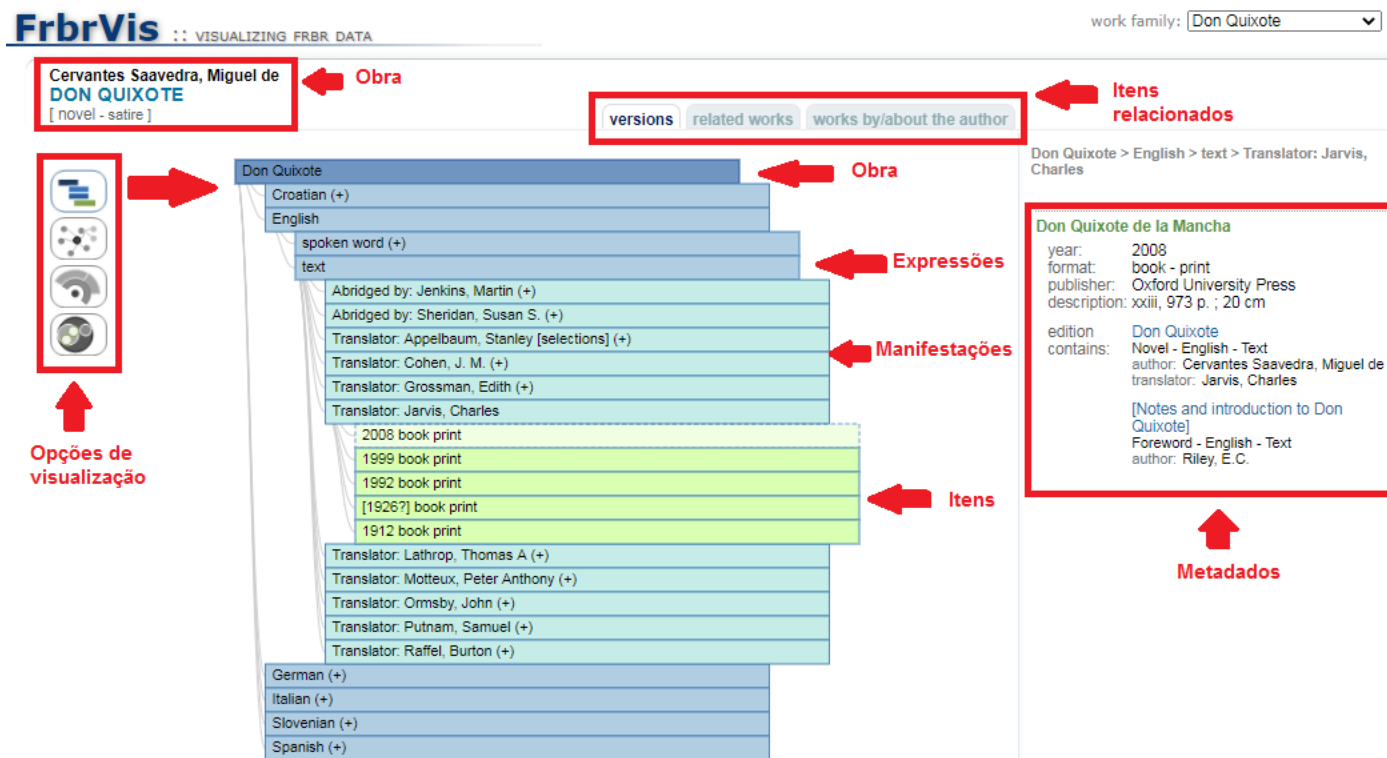 FrbrVis :: VISUALIZING FRBR DATA
work family: Don Quixote
Cervantes Saavedra, Miguel de
DON QUIXOTE
[ novel - satire ]
Obra
versions related works works by/about the author
Itens
relacionados
Don Quixote
Croatian (+)
English
spoken word (+)
text
Abridged by: Jenkins, Martin (+)
Abridged by: Sheridan, Susan S. (+)
Translator: Appelbaum, Stanley [selections] (+)
Translator: Cohen, J. M. (+)
Translator: Grossman, Edith (+)
Translator: Jarvis, Charles
2008 book print
1999 book print
1992 book print
[1926?] book print
1912 book print
Translator: Lathrop, Thomas A (+)
Translator: Motteux, Peter Anthony (+)
Translator: Ormsby, John (+)
Translator: Putnam, Samuel (+)
Translator: Raffel, Burton (+)
German (+)
Italian (+)
Slovenian (+)
Spanish (+)
Obra
Expressões
Manifestações
Itens
Opções de
visualização
Don Quixote > English > text > Translator: Jarvis,
Charles
Don Quixote de la Mancha
year: 2008
format: book - print
publisher: Oxford University Press
description: xxiii, 973 p. ; 20 cm
edition Don Quixote
contains: Novel - English - Text
author: Cervantes Saavedra, Miguel de
translator: Jarvis, Charles
[Notes and introduction to Don
Quixote]
Foreword - English - Text
author: Riley, E.C.
Metadados